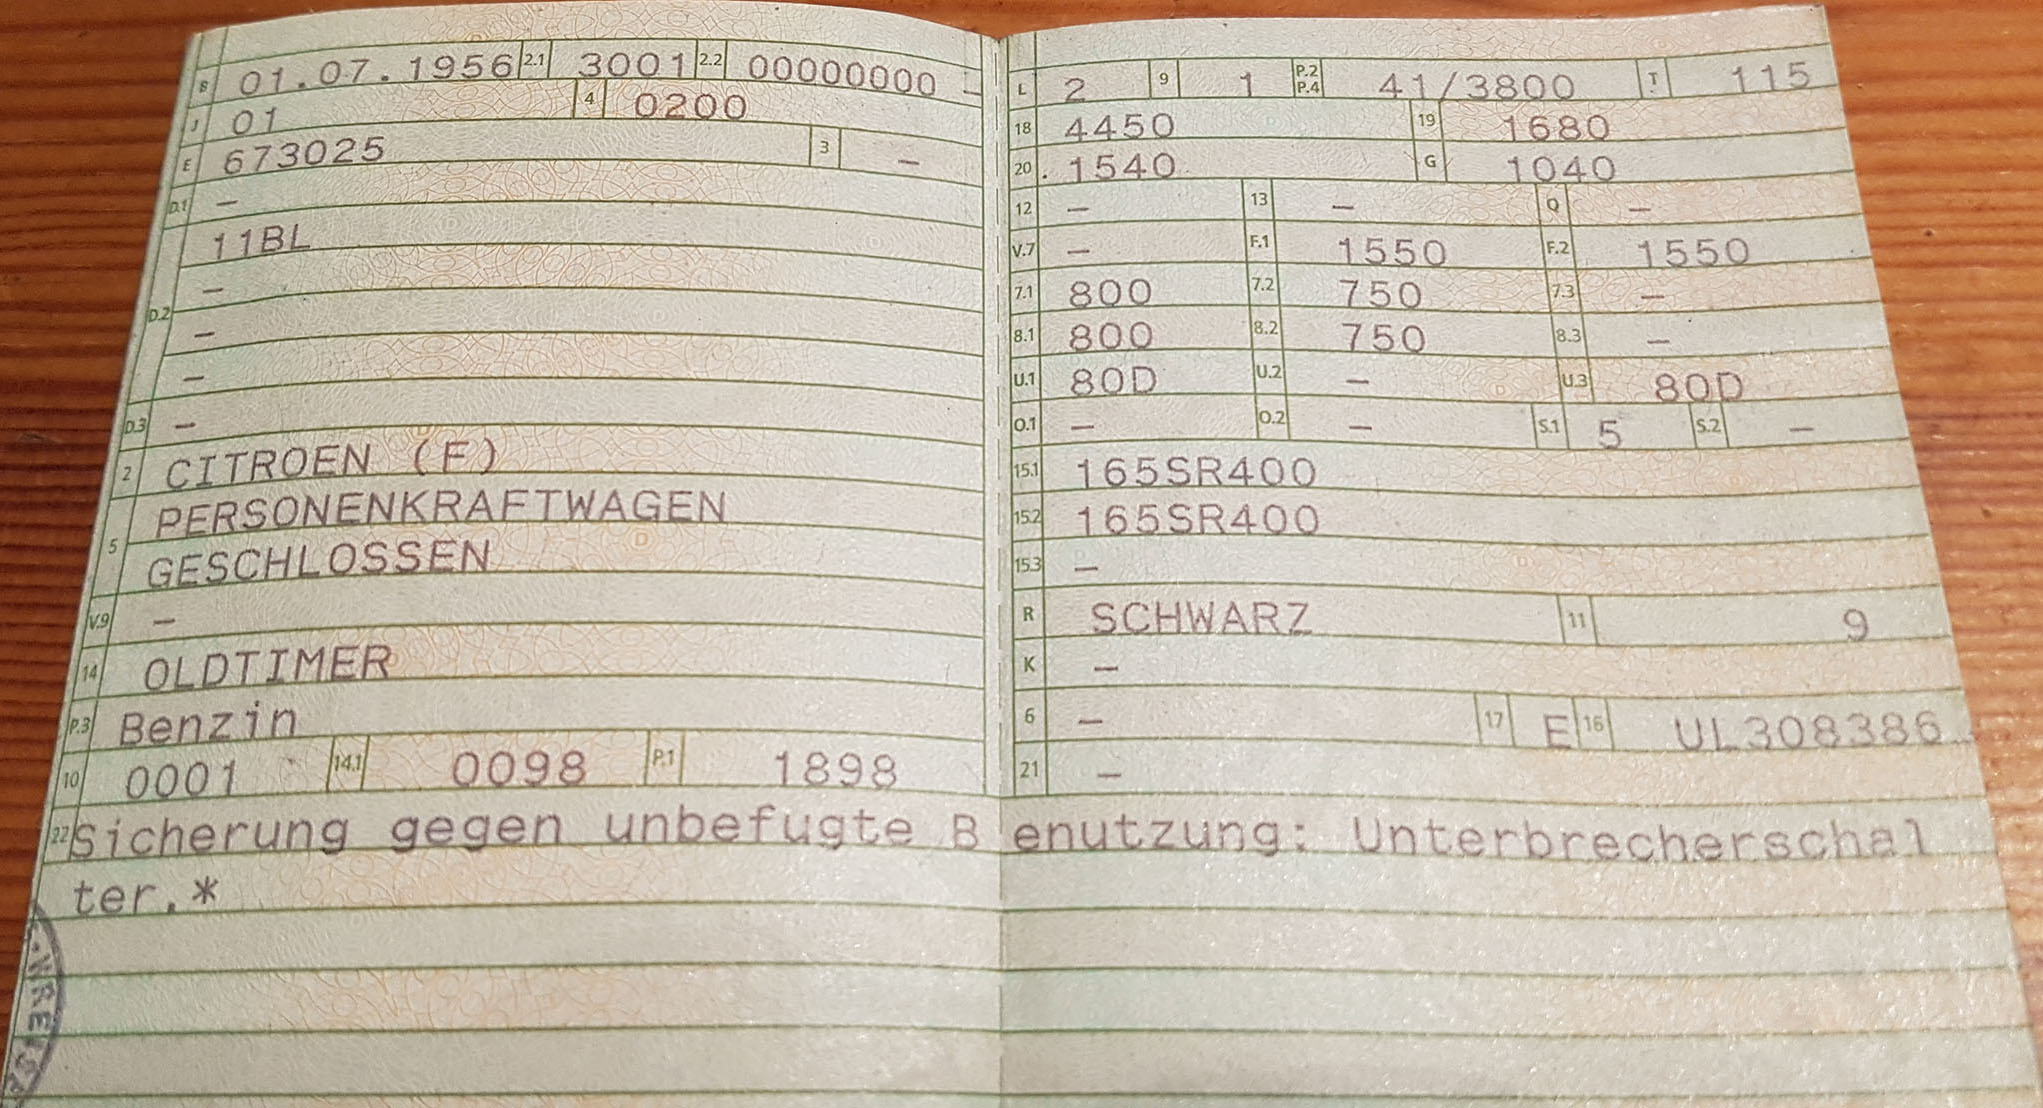 B 01.07.1956 2.1 3001 2.2 00000000
J 01 4 0200
E 673025 3 –
D.1 –
11BL
–
D.2
–
–
D.3 –
2 CITROEN (F)
PERSONENKRAFTWAGEN
5
GESCHLOSSEN
V.9 –
14 OLDTIMER
P.3 Benzin
10 0001 14.1 0098 P.1 1898
L 2 9 1 P.2 P.4 41/3800 T 115
18 4450 19 1680
20 1540 G 1040
12 – 13 – Q –
V.7 – F.1 1550 F.2 1550
7.1 800 7.2 750 7.3 –
8.1 800 8.2 750 8.3 –
U.1 80D U.2 – U.3 80D
O.1 – O.2 – S.1 5 S.2 –
15.1 165SR400
15.2 165SR400
15.3 –
R SCHWARZ 11 9
K –
6 – 17 E 16 UL308386
21 –
22 Sicherung gegen unbefugte B enutzung: Unterbrecherschal
ter.*